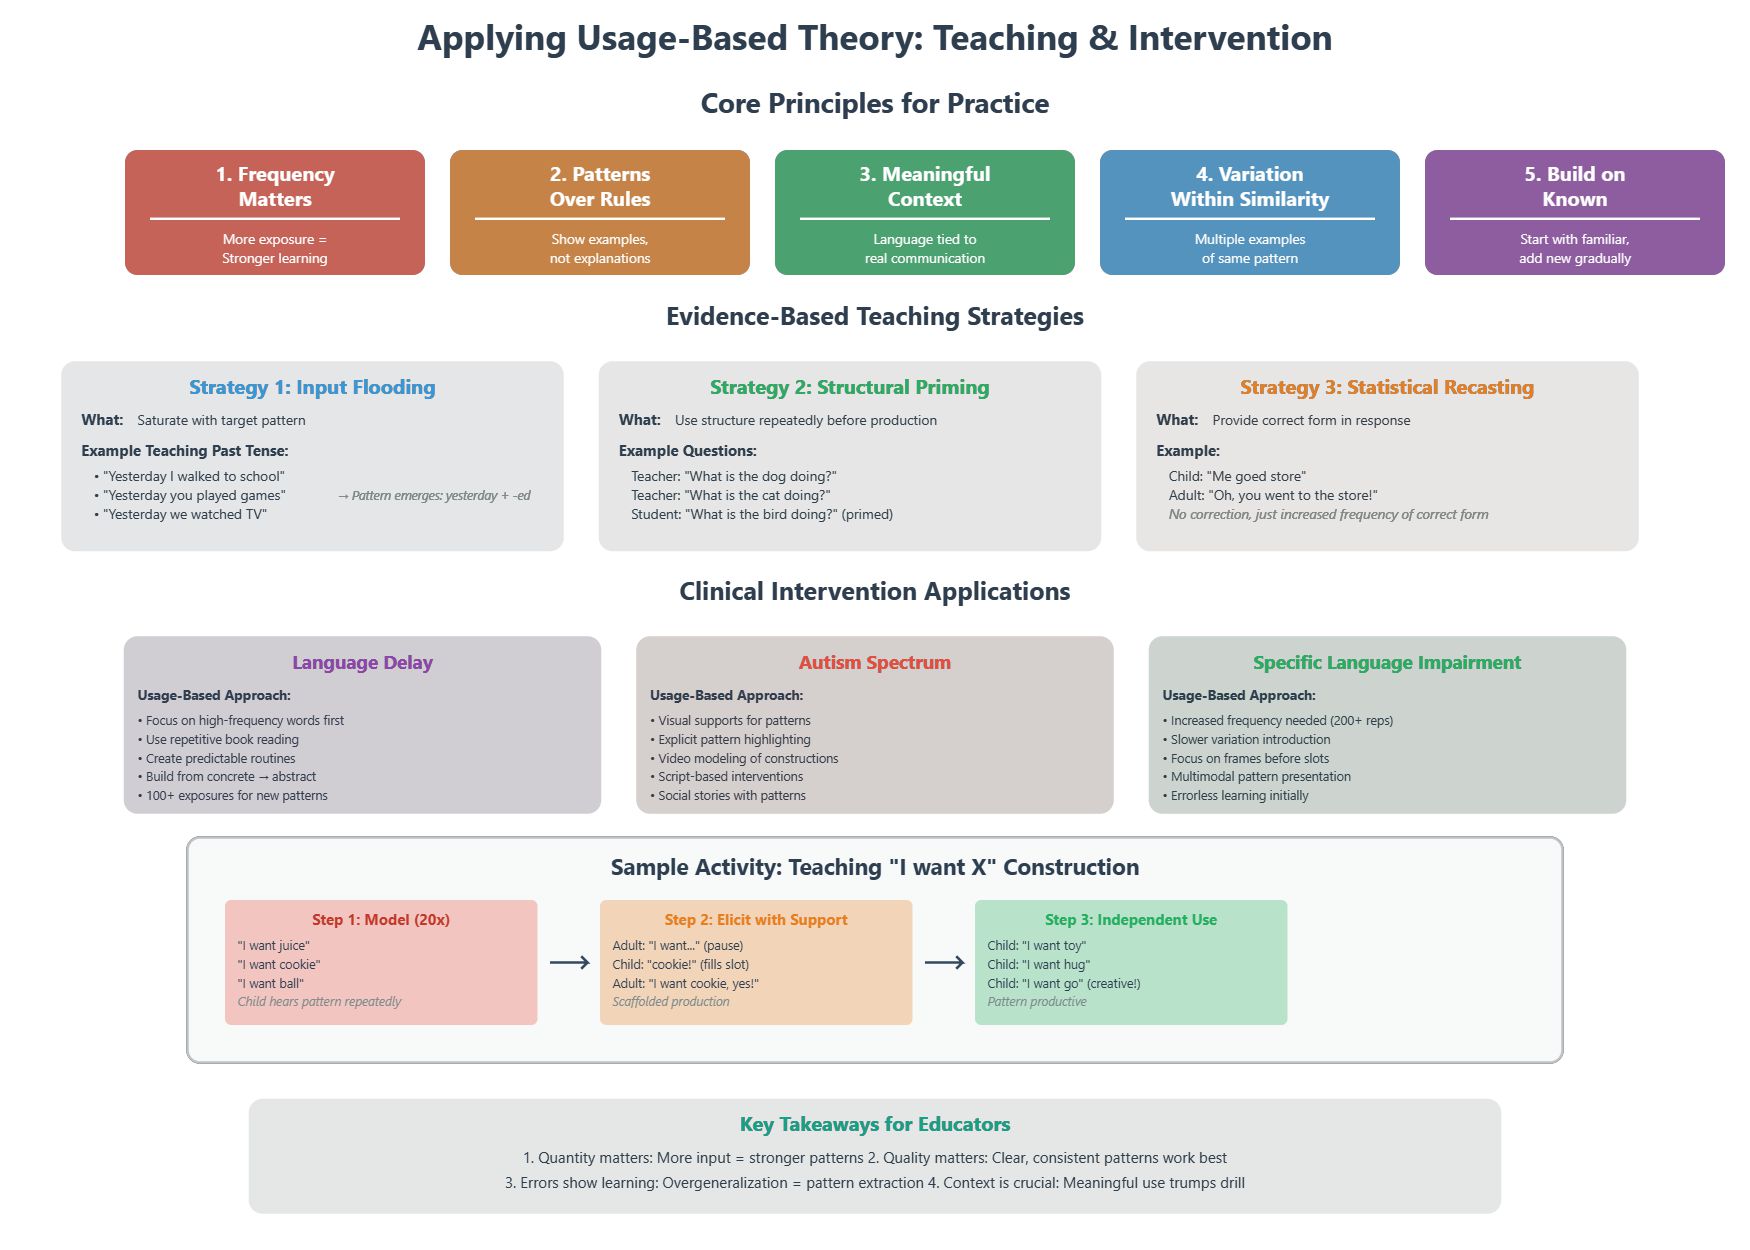 Applying Usage-Based Theory: Teaching & Intervention
Core Principles for Practice
1. Frequency
Matters
More exposure =
Stronger learning
2. Patterns
Over Rules
Show examples,
not explanations
3. Meaningful
Context
Language tied to
real communication
4. Variation
Within Similarity
Multiple examples
of same pattern
5. Build on
Known
Start with familiar,
add new gradually
Evidence-Based Teaching Strategies
Strategy 1: Input Flooding
What: Saturate with target pattern
Example Teaching Past Tense:
• "Yesterday I walked to school"
• "Yesterday you played games" → Pattern emerges: yesterday + -ed
• "Yesterday we watched TV"
Strategy 2: Structural Priming
What: Use structure repeatedly before production
Example Questions:
Teacher: "What is the dog doing?"
Teacher: "What is the cat doing?"
Student: "What is the bird doing?" (primed)
Strategy 3: Statistical Recasting
What: Provide correct form in response
Example:
Child: "Me goed store"
Adult: "Oh, you went to the store!"
No correction, just increased frequency of correct form
Clinical Intervention Applications
Language Delay
Usage-Based Approach:
• Focus on high-frequency words first
• Use repetitive book reading
• Create predictable routines
• Build from concrete → abstract
• 100+ exposures for new patterns
Autism Spectrum
Usage-Based Approach:
• Visual supports for patterns
• Explicit pattern highlighting
• Video modeling of constructions
• Script-based interventions
• Social stories with patterns
Specific Language Impairment
Usage-Based Approach:
• Increased frequency needed (200+ reps)
• Slower variation introduction
• Focus on frames before slots
• Multimodal pattern presentation
• Errorless learning initially
Sample Activity: Teaching "I want X" Construction
Step 1: Model (20x)
"I want juice"
"I want cookie"
"I want ball"
Child hears pattern repeatedly
Step 2: Elicit with Support
Adult: "I want..." (pause)
Child: "cookie!" (fills slot)
Adult: "I want cookie, yes!"
Scaffolded production
Step 3: Independent Use
Child: "I want toy"
Child: "I want hug"
Child: "I want go" (creative!)
Pattern productive
Key Takeaways for Educators
1. Quantity matters: More input = stronger patterns 2. Quality matters: Clear, consistent patterns work best
3. Errors show learning: Overgeneralization = pattern extraction 4. Context is crucial: Meaningful use trumps drill